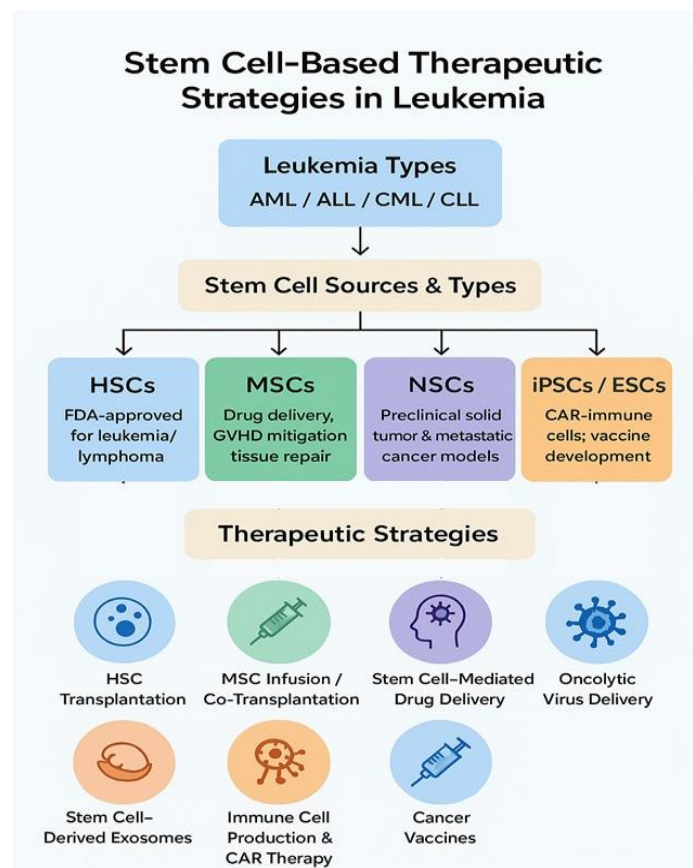 Stem Cell–Based Therapeutic
Strategies in Leukemia
Leukemia Types
AML / ALL / CML / CLL
Stem Cell Sources & Types
HSCs
FDA-approved
for leukemia/
lymphoma
MSCs
Drug delivery,
GVHD mitigation
tissue repair
NSCs
Preclinical solid
tumor & metastatic
cancer models
iPSCs / ESCs
CAR-immune
cells; vaccine
development
Therapeutic Strategies
HSC
Transplantation
MSC Infusion /
Co-Transplantation
Stem Cell–Mediated
Drug Delivery
Oncolytic
Virus Delivery
Stem Cell–
Derived Exosomes
Immune Cell
Production &
CAR Therapy
Cancer
Vaccines